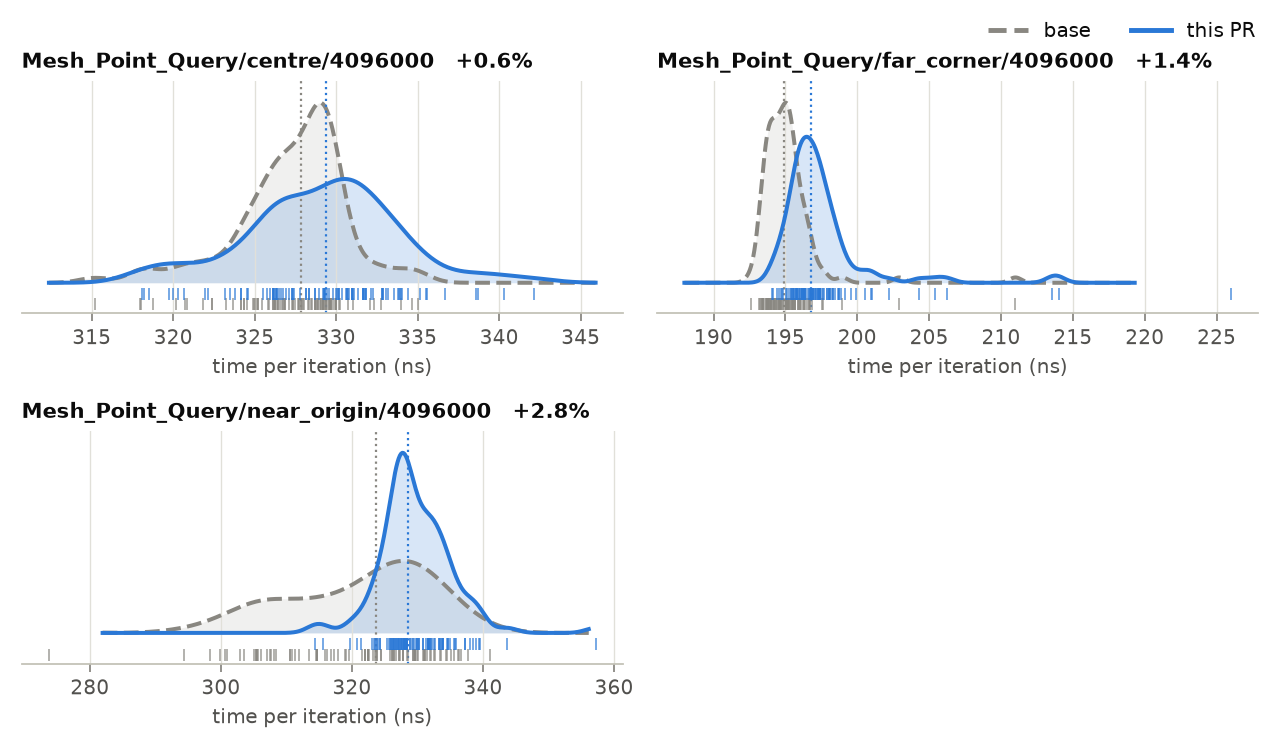 base this PR
Mesh_Point_Query/centre/4096000 +0.6%
315 320 325 330 335 340 345
time per iteration (ns)
Mesh_Point_Query/far_corner/4096000 +1.4%
190 195 200 205 210 215 220 225
time per iteration (ns)
Mesh_Point_Query/near_origin/4096000 +2.8%
280 300 320 340 360
time per iteration (ns)